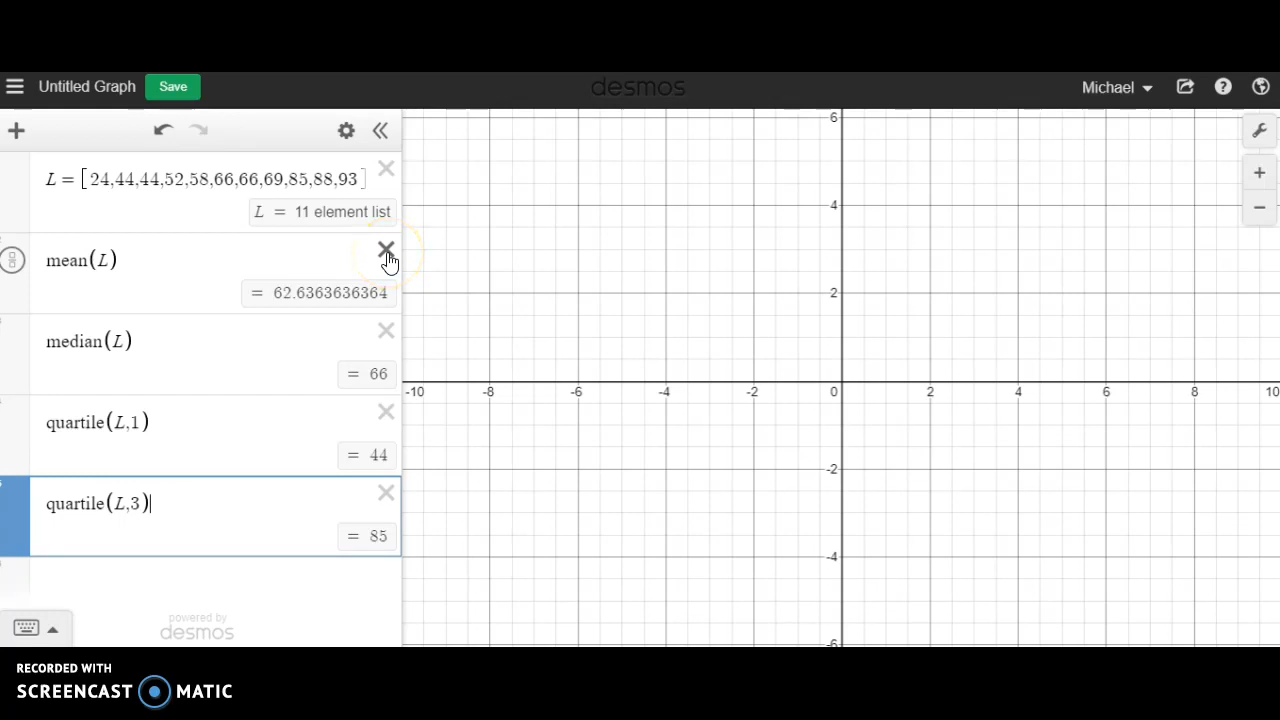 Untitled Graph Save desmos Michael
L = [24,44,44,52,58,66,66,69,85,88,93]
L = 11 element list
mean(L)
= 62.6363636364
median(L)
= 66
quartile(L,1)
= 44
quartile(L,3)
= 85
powered by
desmos
6
4
2
-10 -8 -6 -4 -2 0 2 4 6 8 10
-2
-4
-6
RECORDED WITH
SCREENCAST MATIC